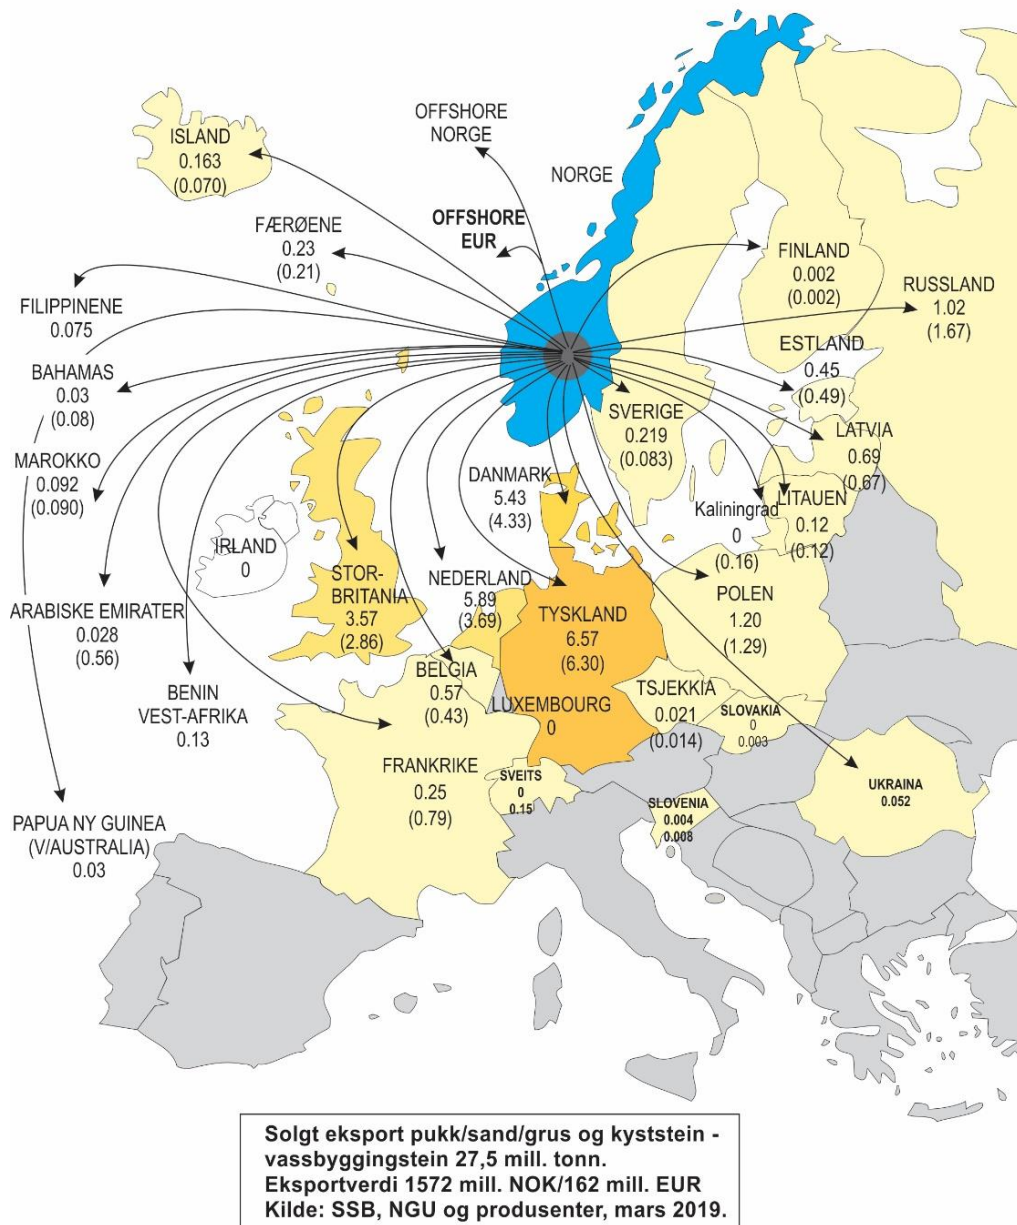 OFFSHORE
NORGE
ISLAND
0.163
(0.070)
NORGE
OFFSHORE
EUR
FÆRØENE
0.23
(0.21)
FINLAND
0.002
(0.002)
RUSSLAND
1.02
(1.67)
FILIPPINENE
0.075
ESTLAND
0.45
(0.49)
BAHAMAS
0.03
(0.08)
SVERIGE
0.219
(0.083)
LATVIA
0.69
(0.67)
MAROKKO
0.092
(0.090)
DANMARK
5.43
(4.33)
Kaliningrad
0
(0.16)
LITAUEN
0.12
(0.12)
IRLAND
0
STOR-
BRITANIA
3.57
(2.86)
NEDERLAND
5.89
(3.69)
POLEN
1.20
(1.29)
ARABISKE EMIRATER
0.028
(0.56)
TYSKLAND
6.57
(6.30)
BELGIA
0.57
(0.43)
BENIN
VEST-AFRIKA
0.13
LUXEMBOURG
0
TSJEKKIA
0.021
(0.014)
SLOVAKIA
0
0.003
FRANKRIKE
0.25
(0.79)
SVEITS
0
0.15
UKRAINA
0.052
SLOVENIA
0.004
0.008
PAPUA NY GUINEA
(V/AUSTRALIA)
0.03
Solgt eksport pukk/sand/grus og kyststein -
vassbyggingstein 27,5 mill. tonn.
Eksportverdi 1572 mill. NOK/162 mill. EUR
Kilde: SSB, NGU og produsenter, mars 2019.